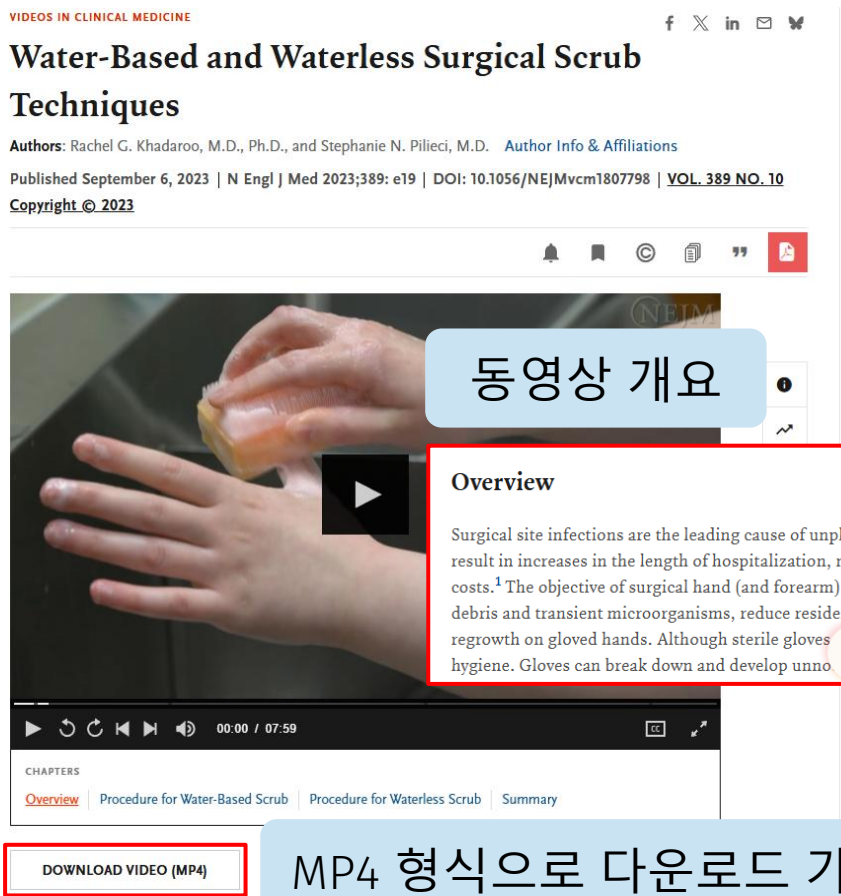 VIDEOS IN CLINICAL MEDICINE
Water-Based and Waterless Surgical Scrub
Techniques
Authors: Rachel G. Khadaroo, M.D., Ph.D., and Stephanie N. Pilieci, M.D. Author Info & Affiliations
Published September 6, 2023 | N Engl J Med 2023;389: e19 | DOI: 10.1056/NEJMvcm1807798 | VOL. 389 NO. 10
Copyright © 2023
NEJM
동영상 개요
Overview
Surgical site infections are the leading cause of
result in increases in the length of hospitalization,
costs.1 The objective of surgical hand (and forearm)
debris and transient microorganisms, reduce
regrowth on gloved hands. Although sterile gloves
hygiene. Gloves can break down and develop
00:00 / 07:59
CC
CHAPTERS
Overview Procedure for Water-Based Scrub Procedure for Waterless Scrub Summary
DOWNLOAD VIDEO (MP4)
MP4 형식으로 다운로드